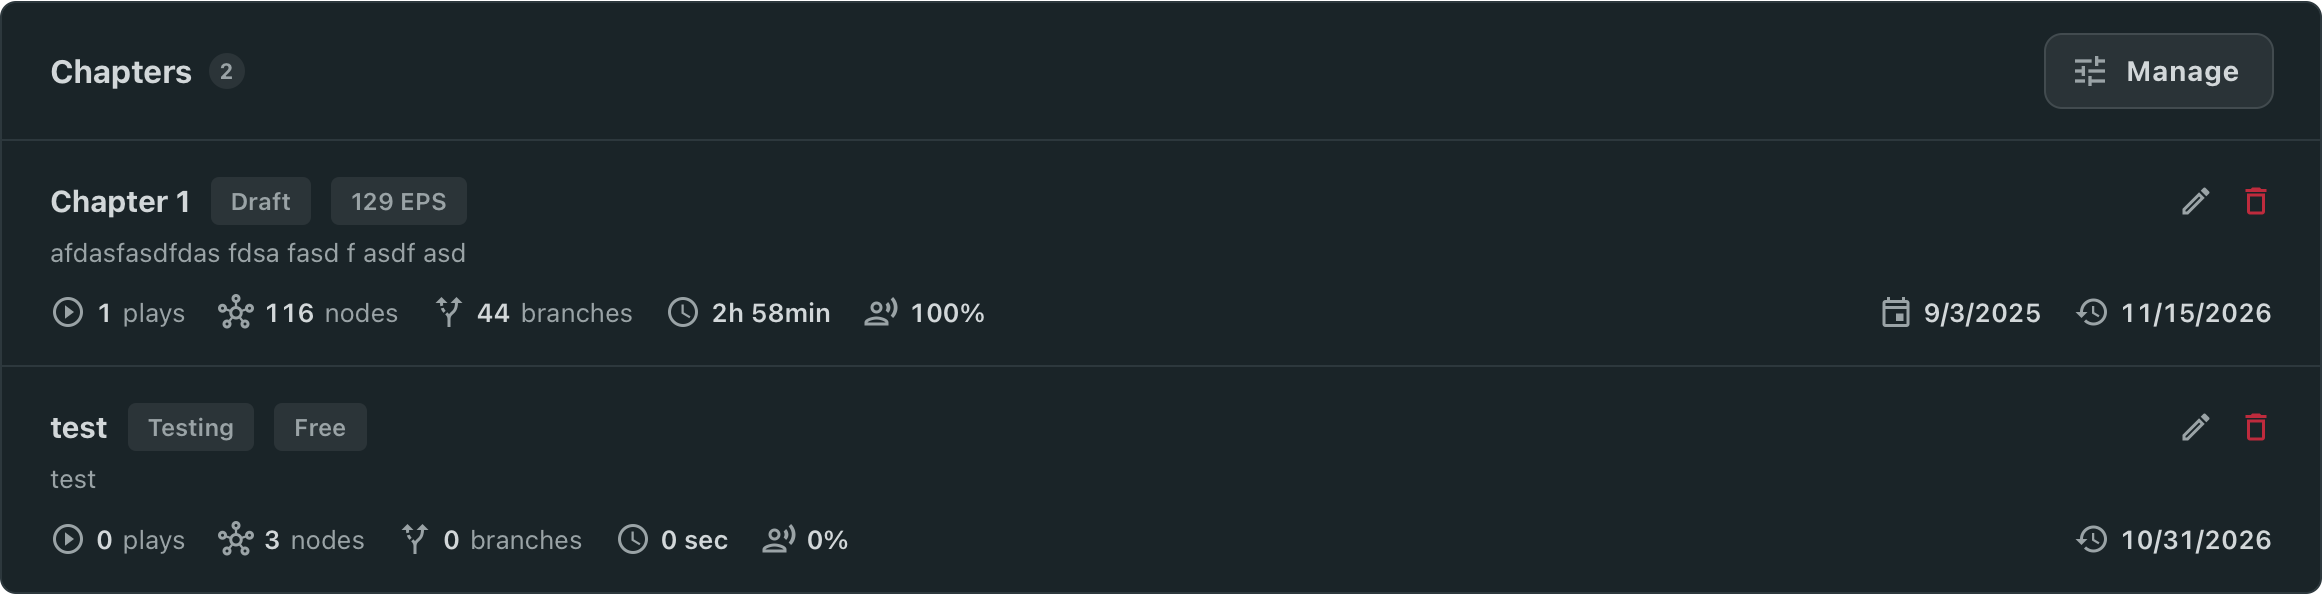 Chapters 2
Manage
Chapter 1 Draft 129 EPS
afdasfasdfdas fdsa fasd f asdf asd
1 plays 116 nodes 44 branches 2h 58min 100% 9/3/2025 11/15/2026
test Testing Free
test
0 plays 3 nodes 0 branches 0 sec 0% 10/31/2026